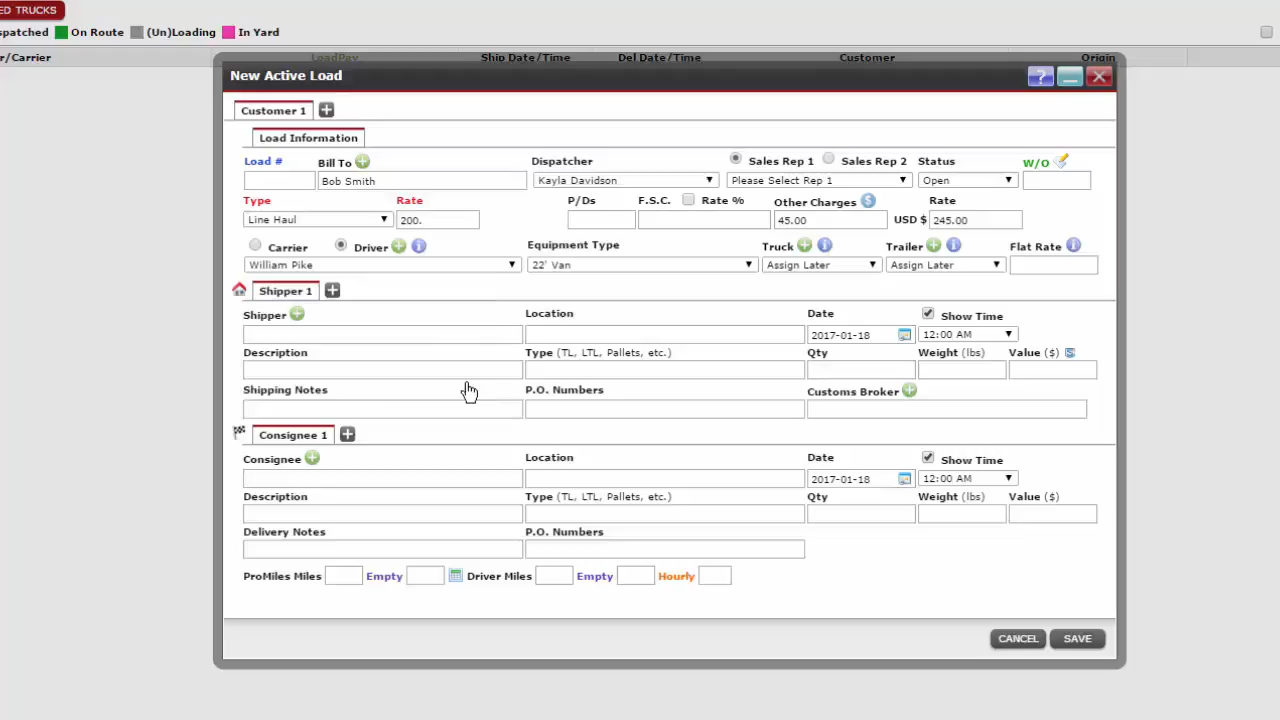 ED TRUCKS
spatched On Route (Un)Loading In Yard
r/Carrier LoadPay Ship Date/Time Del Date/Time Customer Origin
New Active Load ?
Customer 1
Load Information
Load # Bill To Dispatcher Sales Rep 1 Sales Rep 2 Status W/O
Bob Smith Kayla Davidson Please Select Rep 1 Open
Type Rate P/Ds F.S.C. Rate % Other Charges $ Rate
Line Haul 200. 45.00 USD $ 245.00
Carrier Driver Equipment Type Truck Trailer Flat Rate
William Pike 22' Van Assign Later Assign Later
Shipper 1
Shipper Location Date Show Time
2017-01-18 12:00 AM
Description Type (TL, LTL, Pallets, etc.) Qty Weight (lbs) Value ($) S
Shipping Notes P.O. Numbers Customs Broker
Consignee 1
Consignee Location Date Show Time
2017-01-18 12:00 AM
Description Type (TL, LTL, Pallets, etc.) Qty Weight (lbs) Value ($)
Delivery Notes P.O. Numbers
ProMiles Miles Empty Driver Miles Empty Hourly
CANCEL SAVE